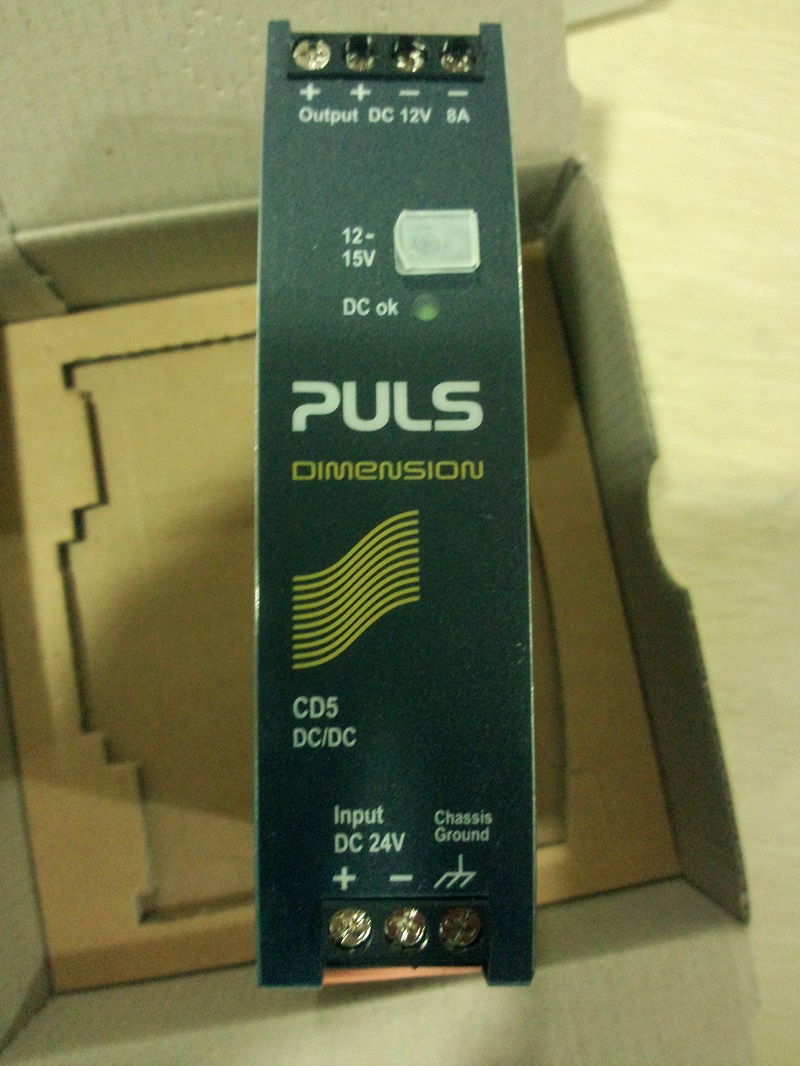 + + − −
Output DC 12V 8A
12-
15V
DC ok
PULS
DIMENSION
CD5
DC/DC
Input
DC 24V
Chassis
Ground
+ −